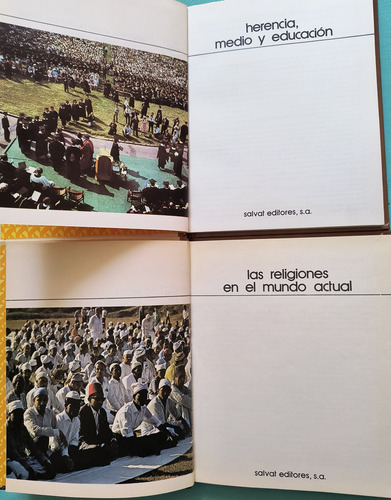 herencia,
medio y educación
salvat editores, s.a.
las religiones
en el mundo actual
salvat editores, s.a.